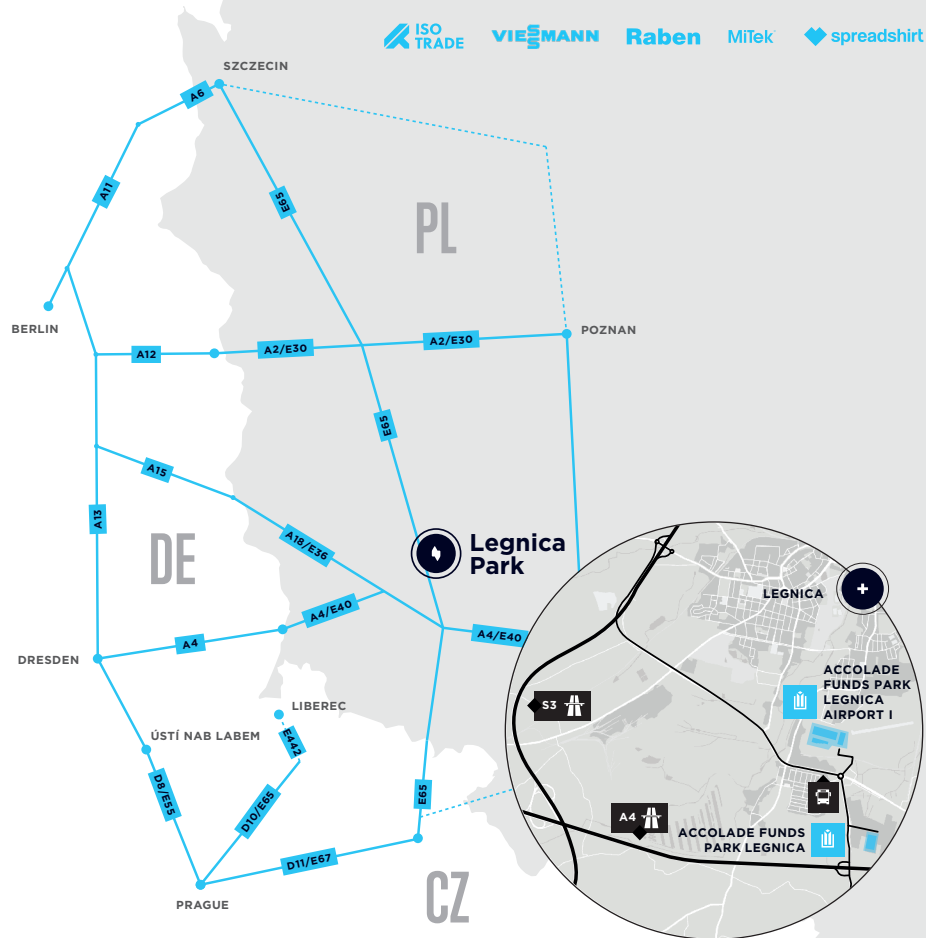 ISO
TRADE
VIESSMANN
Raben
MiTek
spreadshirt
SZCZECIN
A6
A11
E65
PL
BERLIN
POZNAN
A12
A2/E30
A2/E30
E65
A15
A13
A18/E36
DE
Legnica
Park
A4/E40
A4
A4/E40
DRESDEN
LIBEREC
ÚSTÍ NAB LABEM
E442
D8/E55
D10/E65
E65
D11/E67
PRAGUE
CZ
LEGNICA
ACCOLADE
FUNDS PARK
LEGNICA
AIRPORT I
S3
A4
ACCOLADE FUNDS
PARK LEGNICA